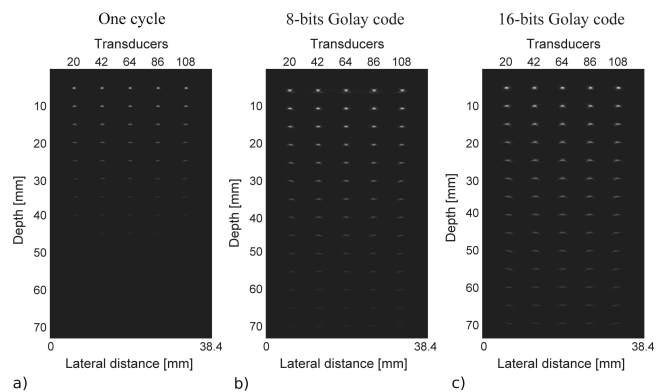 One cycle
8-bits Golay code
16-bits Golay code
Transducers
Transducers
Transducers
20 42 64 86 108
20 42 64 86 108
20 42 64 86 108
Depth [mm]
10
20
30
40
50
60
70
Depth [mm]
10
20
30
40
50
60
70
Depth [mm]
10
20
30
40
50
60
70
0 38.4
0 38.4
0 38.4
Lateral distance [mm]
Lateral distance [mm]
Lateral distance [mm]
a)
b)
c)